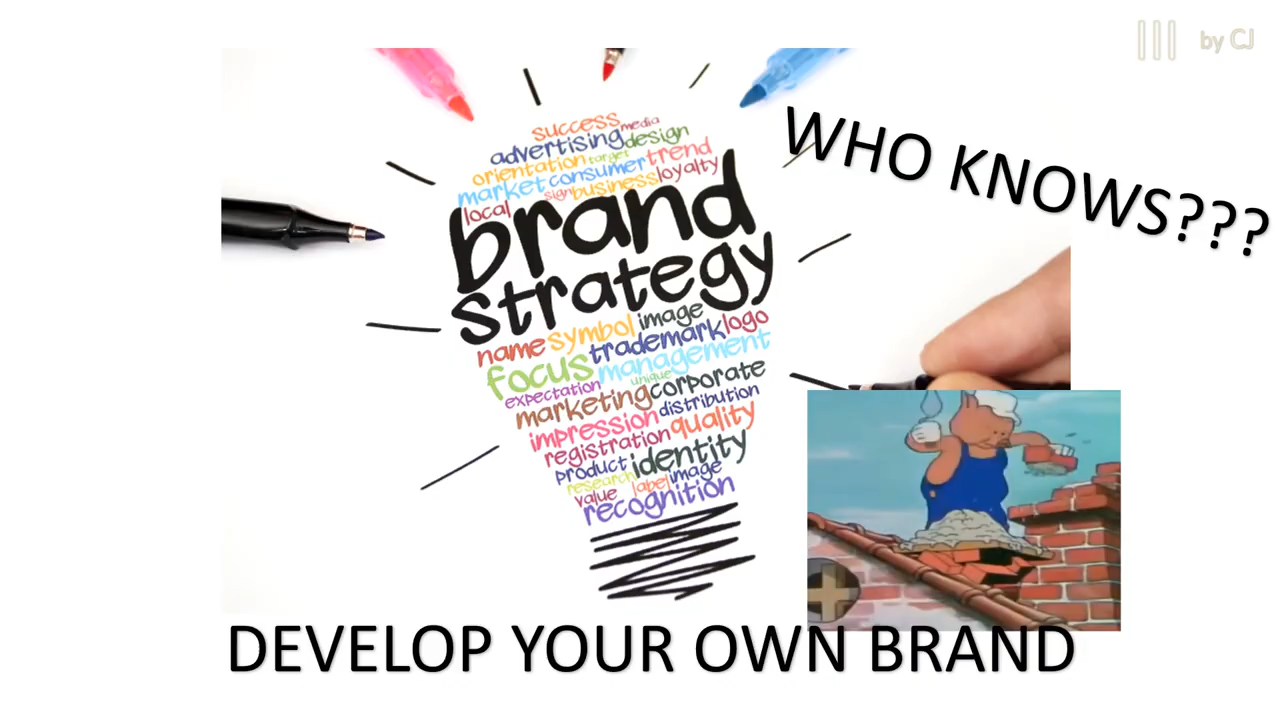 by CJ
WHO KNOWS???
success media
advertising design
orientation target trend
market consumer loyalty
sign business
local
brand
strategy
name symbol image
trademark logo
focus management
expectation unique corporate
marketing distribution
impression quality
registration
product identity
research image
value label
recognition
DEVELOP YOUR OWN BRAND